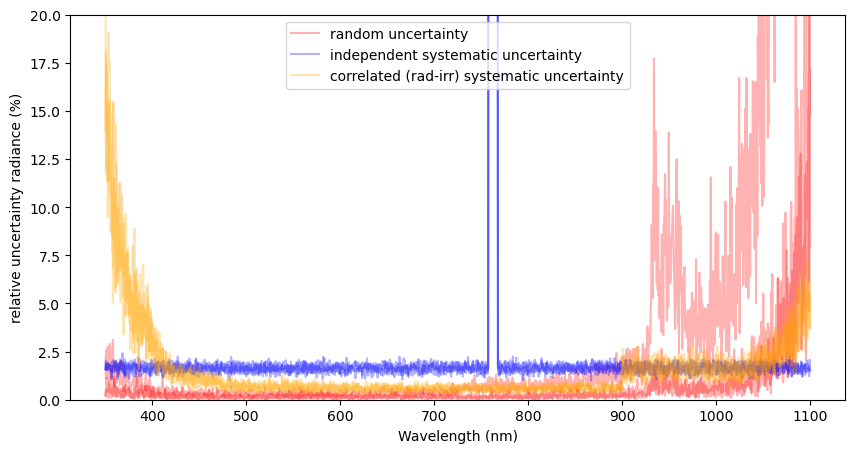 20.0
17.5
15.0
12.5
10.0
7.5
5.0
2.5
0.0
relative uncertainty radiance (%)
random uncertainty
independent systematic uncertainty
correlated (rad-irr) systematic uncertainty
400 500 600 700 800 900 1000 1100
Wavelength (nm)